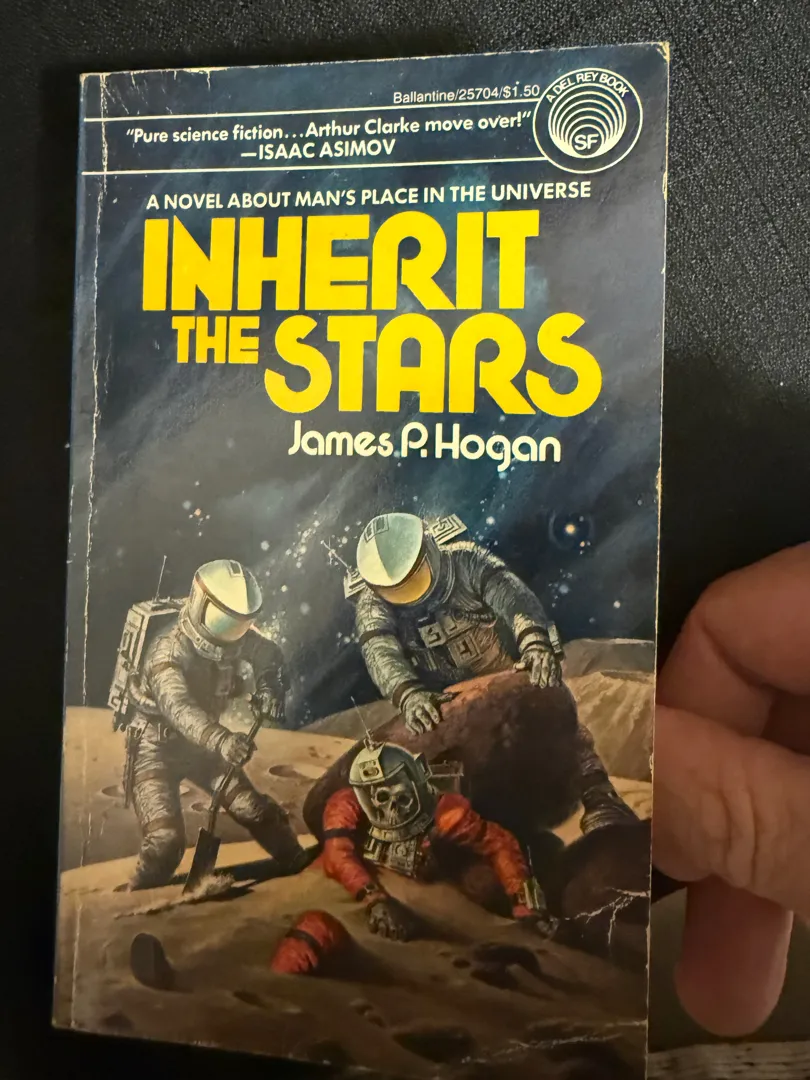 Ballantine/25704/$1.50
A DEL REY BOOK
SF
“Pure science fiction...Arthur Clarke move over!”
—ISAAC ASIMOV
A NOVEL ABOUT MAN'S PLACE IN THE UNIVERSE
INHERIT
THE STARS
James P. Hogan